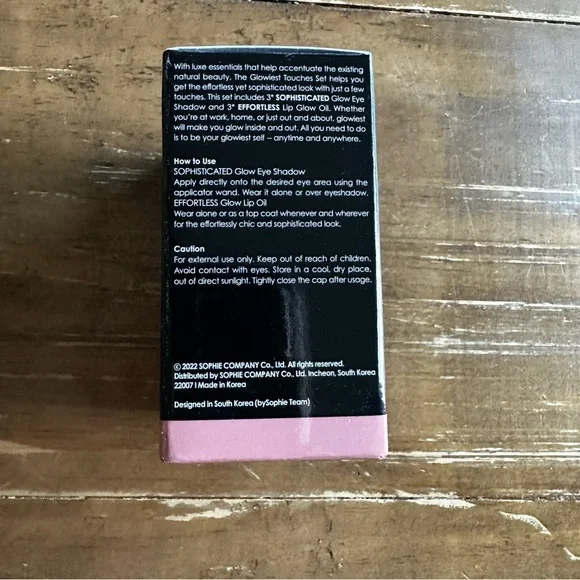 With luxe essentials that help accentuate the existing
natural beauty. The Glowiest Touches Set helps you
get the effortless yet sophisticated look with just a few
touches. This set includes 3* SOPHISTICATED Glow Eye
Shadow and 3* EFFORTLESS Lip Glow Oil. Whether
you're at work, home, or just out and about, glowiest
will make you glow inside and out. All you need to do
is to be your glowiest self – anytime and anywhere.
How to Use
SOPHISTICATED Glow Eye Shadow
Apply directly onto the desired eye area using the
applicator wand. Wear it alone or over eyeshadow.
EFFORTLESS Glow Lip Oil
Wear alone or as a top coat whenever and wherever
for the effortlessly chic and sophisticated look.
Caution
For external use only. Keep out of reach of children.
Avoid contact with eyes. Store in a cool, dry place,
out of direct sunlight. Tightly close the cap after usage.
© 2022 SOPHIE COMPANY Co., Ltd. All rights reserved.
Distributed by SOPHIE COMPANY Co., Ltd. Incheon, South Korea
22007 I Made in Korea
Designed in South Korea (bySophie Team)